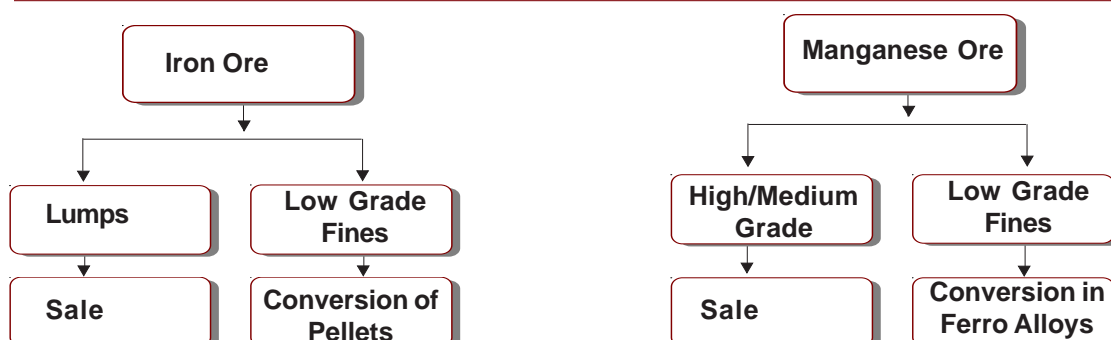 Iron Ore
Manganese Ore
Lumps
Low Grade
Fines
High/Medium
Grade
Low Grade
Fines
Sale
Conversion of
Pellets
Sale
Conversion in
Ferro Alloys